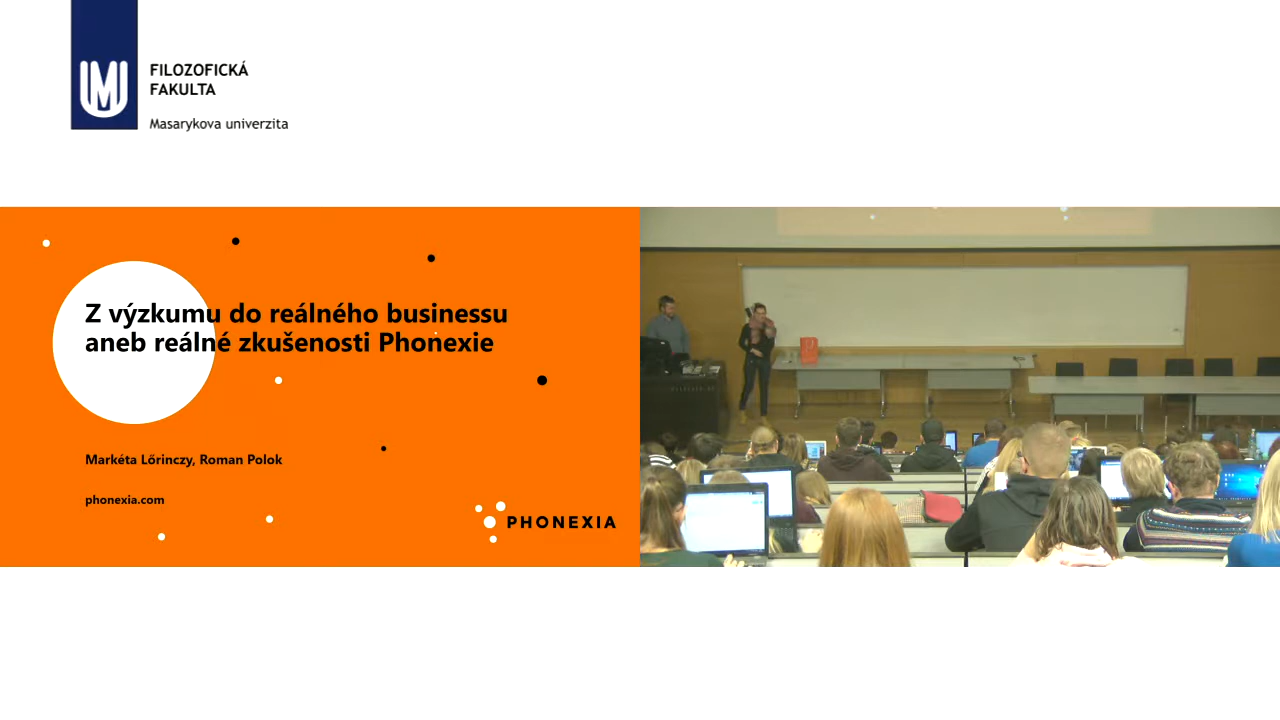 FILOZOFICKÁ
FAKULTA
Masarykova univerzita
Z výzkumu do reálného businessu
aneb reálné zkušenosti Phonexie
Markéta Lőrinczy, Roman Polok
phonexia.com
PHONEXIA